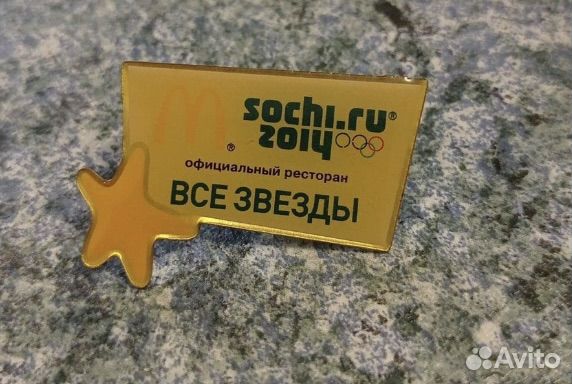 M
®
sochi.ru®
2014
официальный ресторан
ВСЕ ЗВЕЗДЫ
Avito